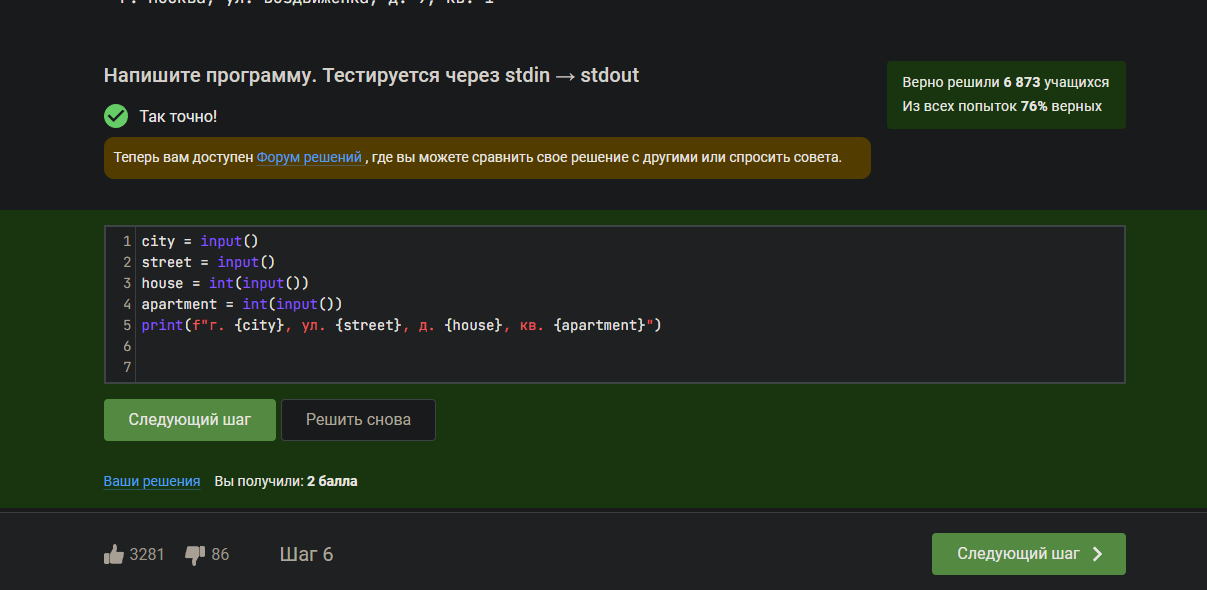 Напишите программу. Тестируется через stdin → stdout
Верно решили 6 873 учащихся
Из всех попыток 76% верных
Так точно!
Теперь вам доступен Форум решений , где вы можете сравнить свое решение с другими или спросить совета.
1 city = input()
2 street = input()
3 house = int(input())
4 apartment = int(input())
5 print(f"г. {city}, ул. {street}, д. {house}, кв. {apartment}")
6
7
Следующий шаг
Решить снова
Ваши решения Вы получили: 2 балла
3281 86 Шаг 6
Следующий шаг